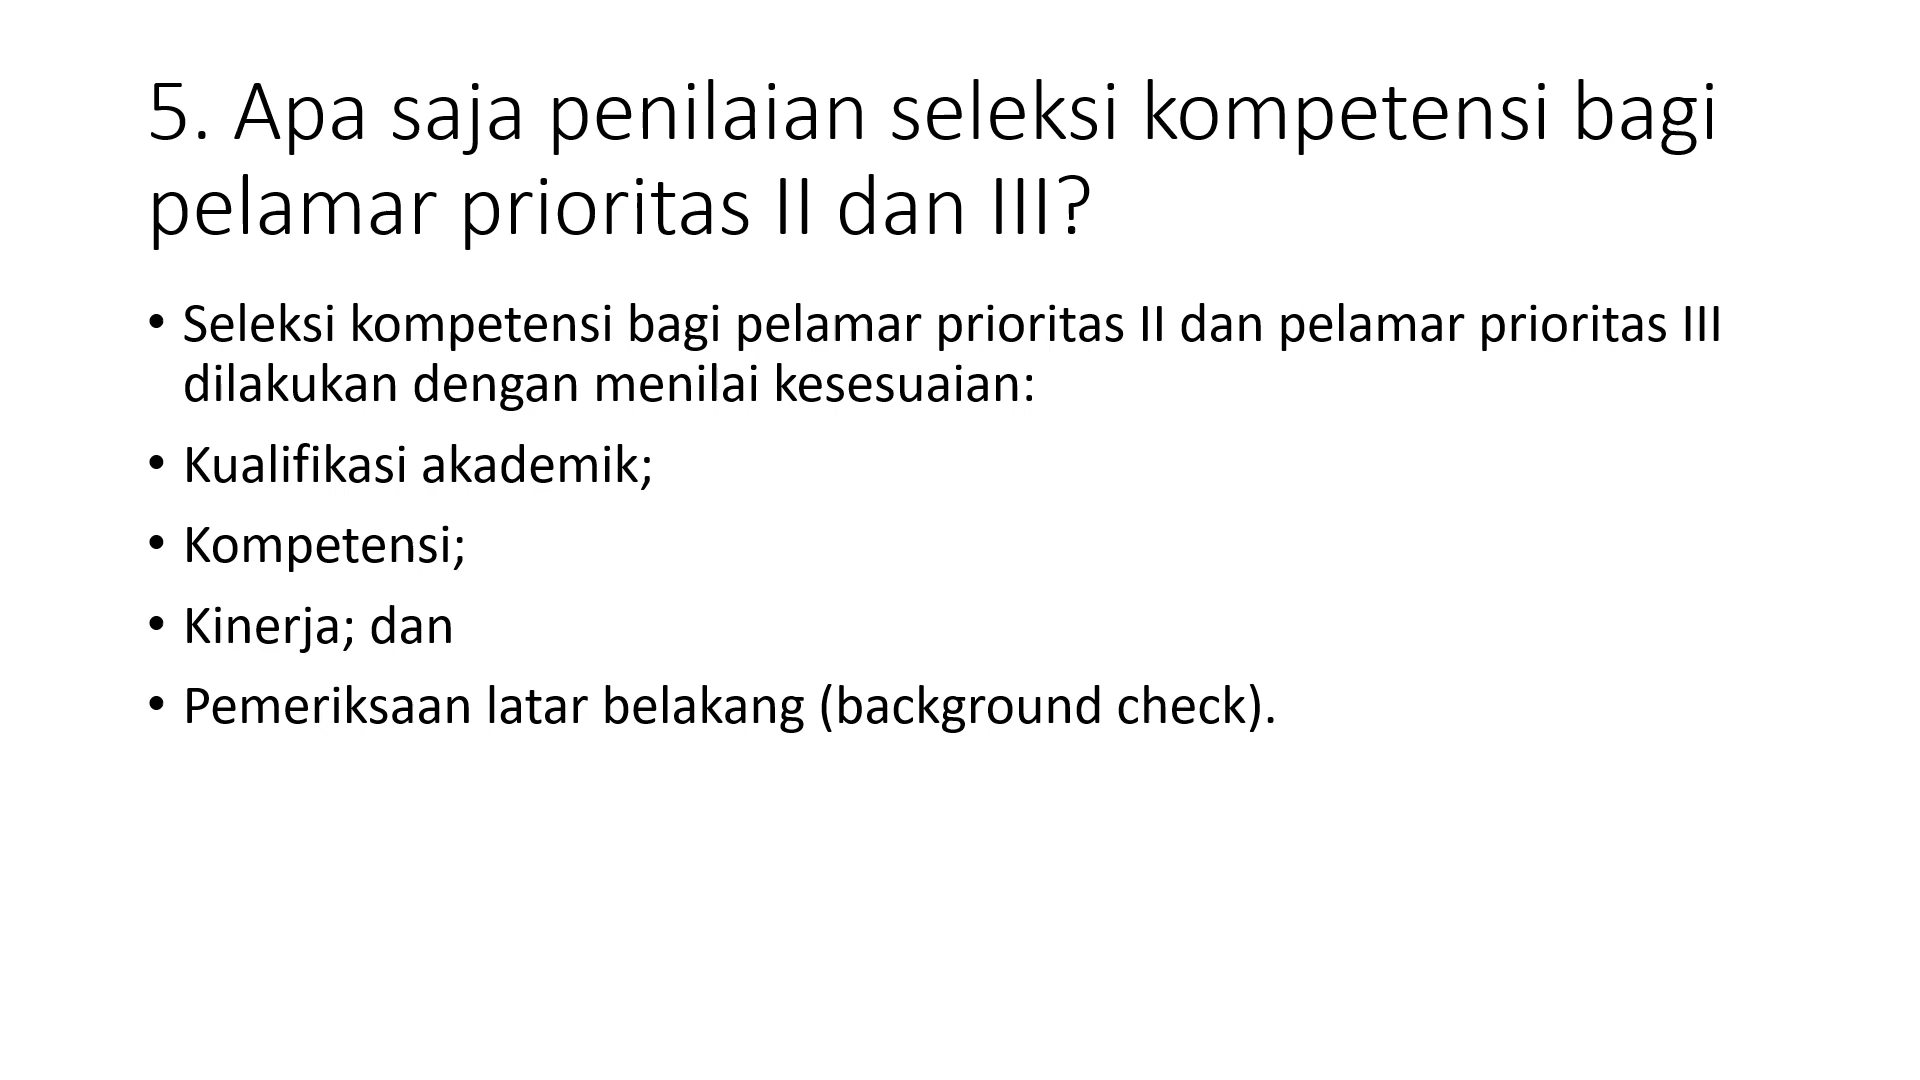 5. Apa saja penilaian seleksi kompetensi bagi
pelamar prioritas II dan III?
• Seleksi kompetensi bagi pelamar prioritas II dan pelamar prioritas III
dilakukan dengan menilai kesesuaian:
• Kualifikasi akademik;
• Kompetensi;
• Kinerja; dan
• Pemeriksaan latar belakang (background check).